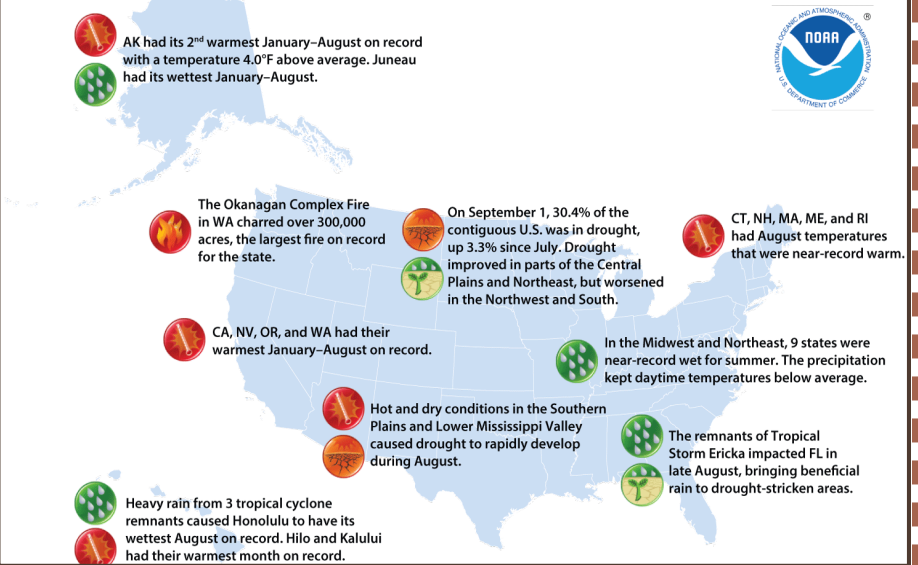 AK had its 2nd warmest January–August on record
with a temperature 4.0°F above average. Juneau
had its wettest January–August.
NATIONAL OCEANIC AND ATMOSPHERIC ADMINISTRATION
®
NOAA
U.S. DEPARTMENT OF COMMERCE
The Okanagan Complex Fire
in WA charred over 300,000
acres, the largest fire on record
for the state.
On September 1, 30.4% of the
contiguous U.S. was in drought,
up 3.3% since July. Drought
improved in parts of the Central
Plains and Northeast, but worsened
in the Northwest and South.
CT, NH, MA, ME, and RI
had August temperatures
that were near-record warm.
CA, NV, OR, and WA had their
warmest January–August on record.
In the Midwest and Northeast, 9 states were
near-record wet for summer. The precipitation
kept daytime temperatures below average.
Hot and dry conditions in the Southern
Plains and Lower Mississippi Valley
caused drought to rapidly develop
during August.
The remnants of Tropical
Storm Ericka impacted FL in
late August, bringing beneficial
rain to drought-stricken areas.
Heavy rain from 3 tropical cyclone
remnants caused Honolulu to have its
wettest August on record. Hilo and Kalului
had their warmest month on record.